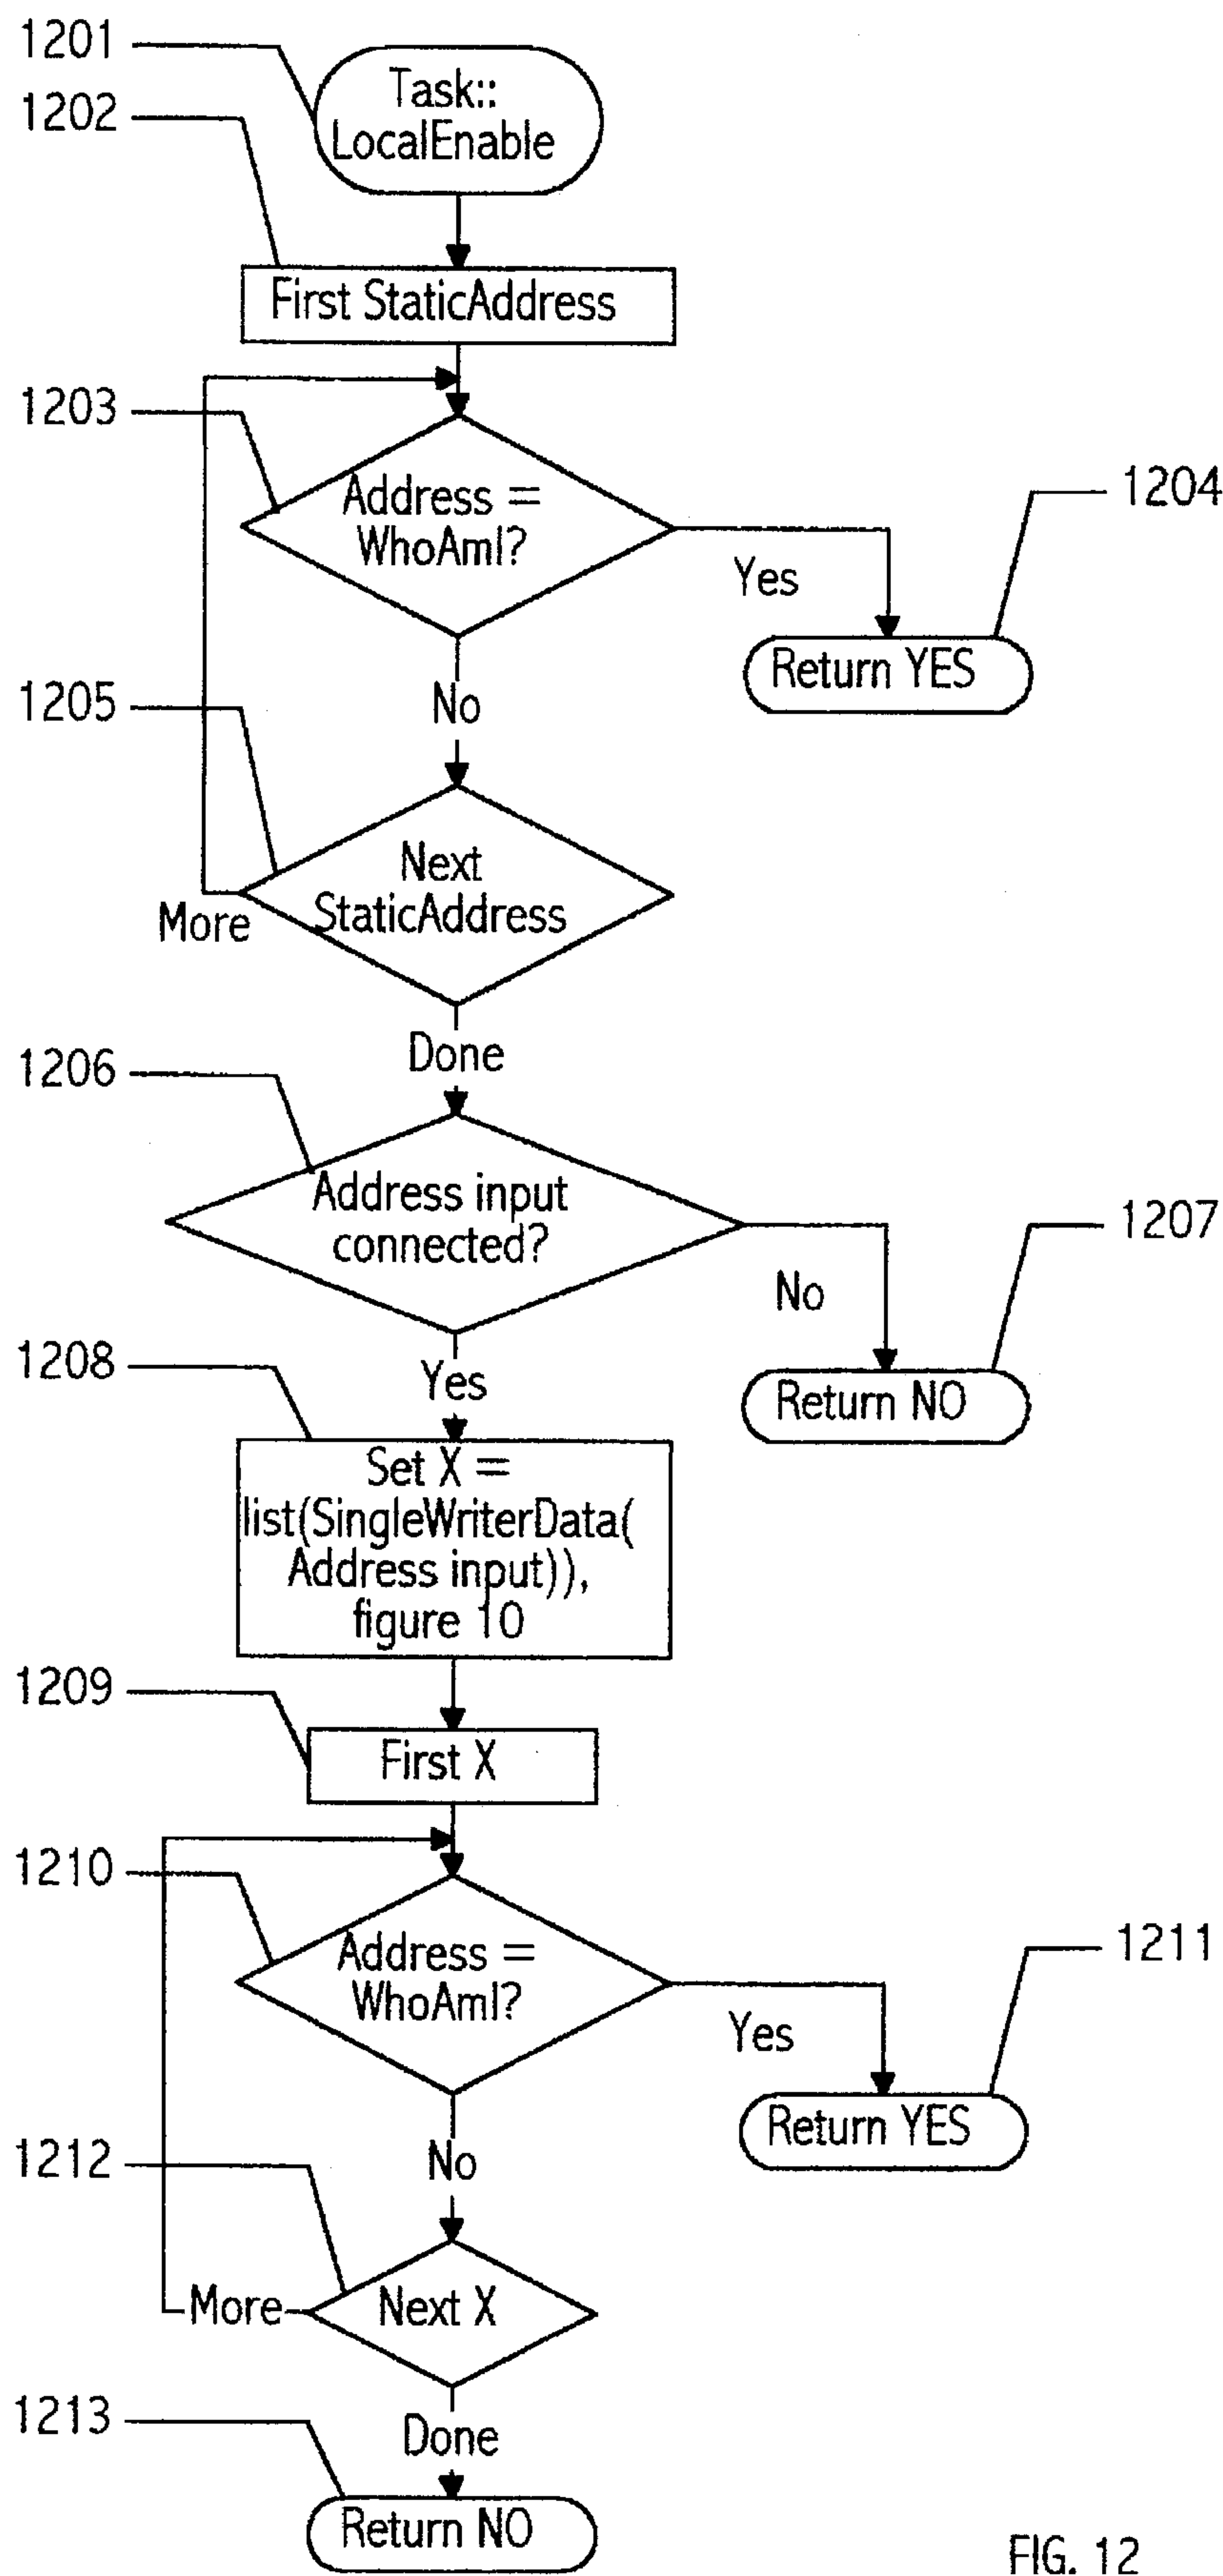 1201
Task::
LocalEnable
1202
First StaticAddress
1203
Address =
WhoAmI?
1204
Yes
Return YES
No
1205
Next
StaticAddress
More
Done
1206
Address input
connected?
1207
No
Return NO
1208
Yes
Set X =
list(SingleWriterData(
Address input)),
figure 10
1209
First X
1210
Address =
WhoAmI?
1211
Yes
Return YES
No
1212
More
Next X
1213
Done
Return NO
FIG. 12